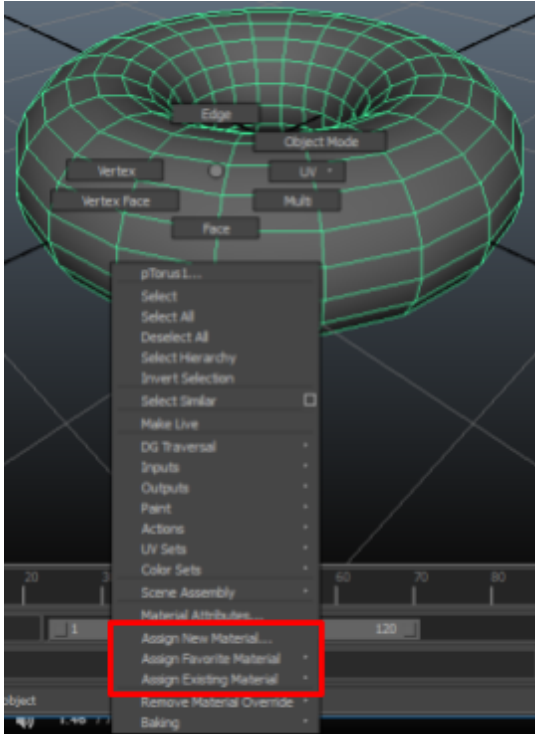 Edge
Object Mode
Vertex
UV
Vertex Face
Multi
Face
pTorus1...
Select
Select All
Deselect All
Select Hierarchy
Invert Selection
Select Similar
Make Live
DG Traversal
Inputs
Outputs
Paint
Actions
UV Sets
Color Sets
20
60
70
80
Scene Assembly
Material Attributes...
1
120
Assign New Material...
Assign Favorite Material
Assign Existing Material
Remove Material Override
Baking